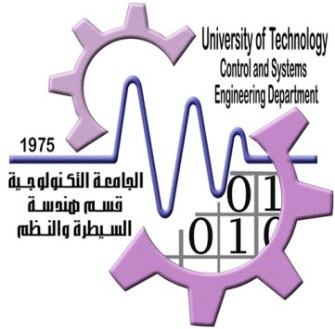 University of Technology
Control and Systems
Engineering Department
1975
الجامعة التكنولوجية
قسم هندسة
السيطرة والنظم
01
010